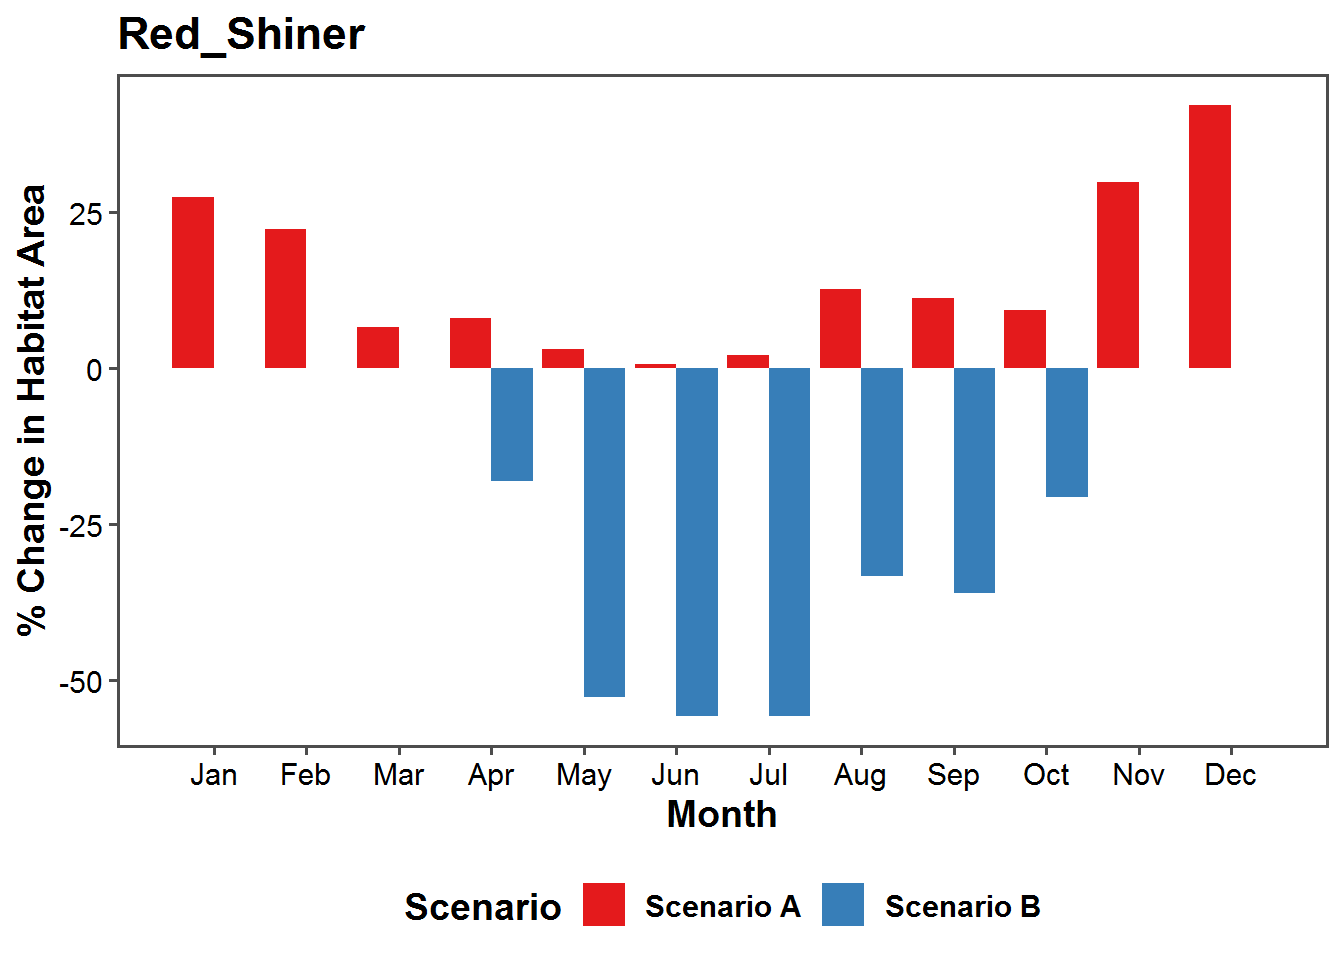 Red_Shiner
% Change in Habitat Area
25
0
-25
-50
Jan Feb Mar Apr May Jun Jul Aug Sep Oct Nov Dec
Month
Scenario Scenario A Scenario B